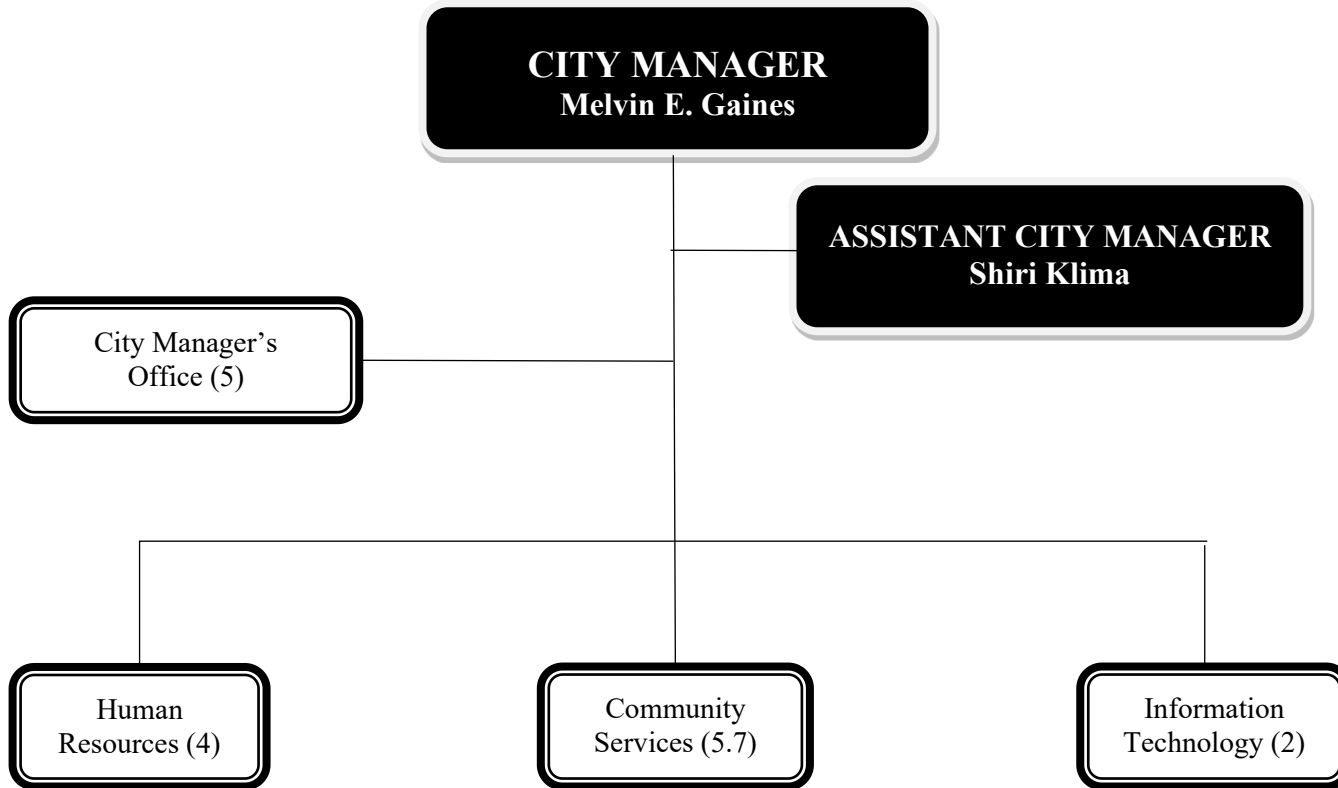 CITY MANAGER
Melvin E. Gaines
ASSISTANT CITY MANAGER
Shiri Klima
City Manager’s
Office (5)
Human
Resources (4)
Community
Services (5.7)
Information
Technology (2)